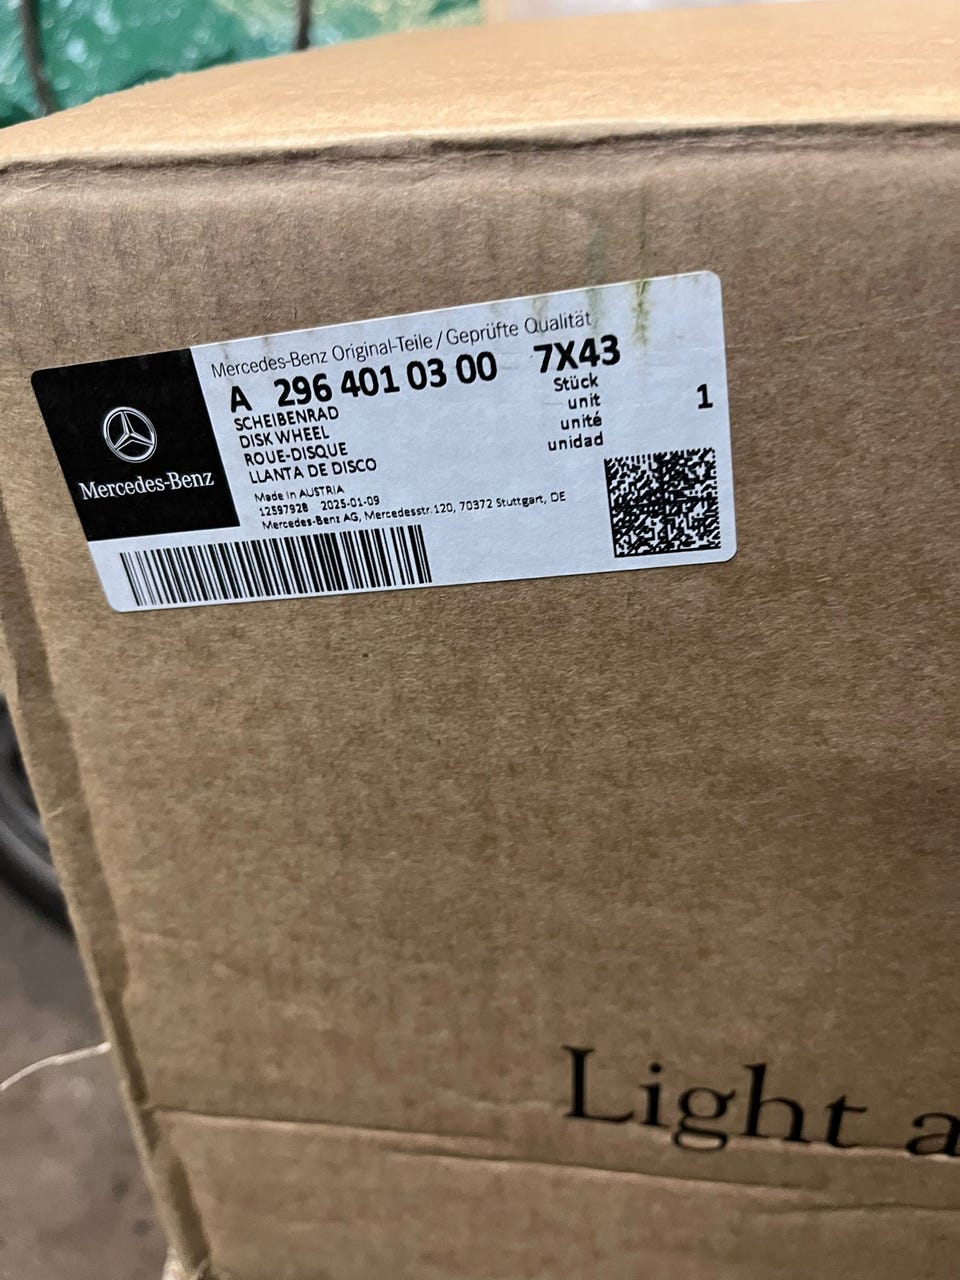 Mercedes-Benz Original-Teile / Geprüfte Qualität
A 296 401 03 00 7X43
SCHEIBENRAD
DISK WHEEL
ROUE-DISQUE
LLANTA DE DISCO
Stück
unit
unité
unidad
1
Made in AUSTRIA
12597928 2025-01-09
Mercedes-Benz AG, Mercedesstr.120, 70372 Stuttgart, DE
Mercedes-Benz
Light a